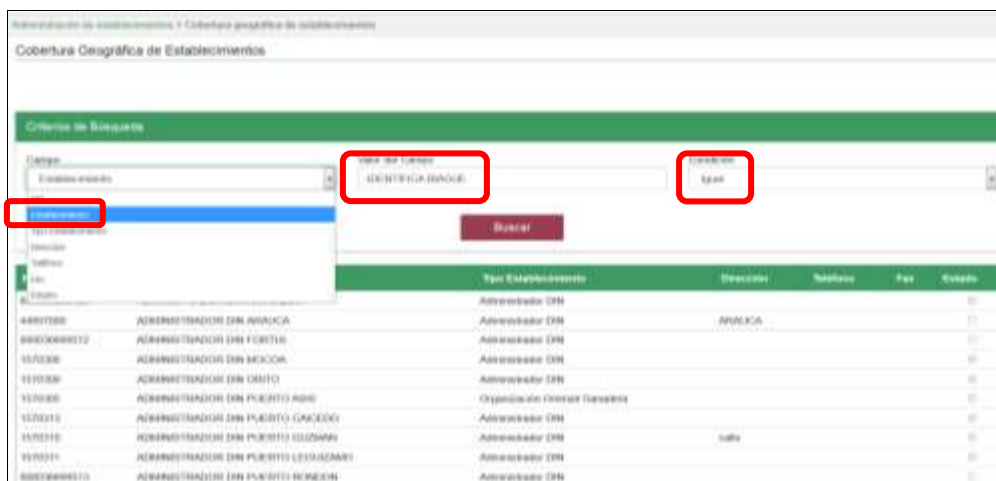 Administración de establecimientos > Cobertura geográfica de establecimientos
Cobertura Geográfica de Establecimientos
Criterios de Búsqueda
Campo Valor del Campo Condición
Establecimiento IDENTIFICA IBAGUE Igual
Establecimiento
Tipo Establecimiento
Dirección
Teléfono
Fax
Estado
Buscar
Tipo Establecimiento Dirección Teléfono Fax Estado
Administrador DIN
ADMINISTRADOR DIN ARAUCA Administrador DIN ARAUCA
ADMINISTRADOR DIN FORTUL Administrador DIN
ADMINISTRADOR DIN MOCOA Administrador DIN
ADMINISTRADOR DIN ORITO Administrador DIN
ADMINISTRADOR DIN PUERTO ASIS Organización Gremial Ganadera
ADMINISTRADOR DIN PUERTO CAICEDO Administrador DIN
ADMINISTRADOR DIN PUERTO GUZMAN Administrador DIN calle
ADMINISTRADOR DIN PUERTO LEGUIZAMO Administrador DIN
ADMINISTRADOR DIN PUERTO RONDON Administrador DIN